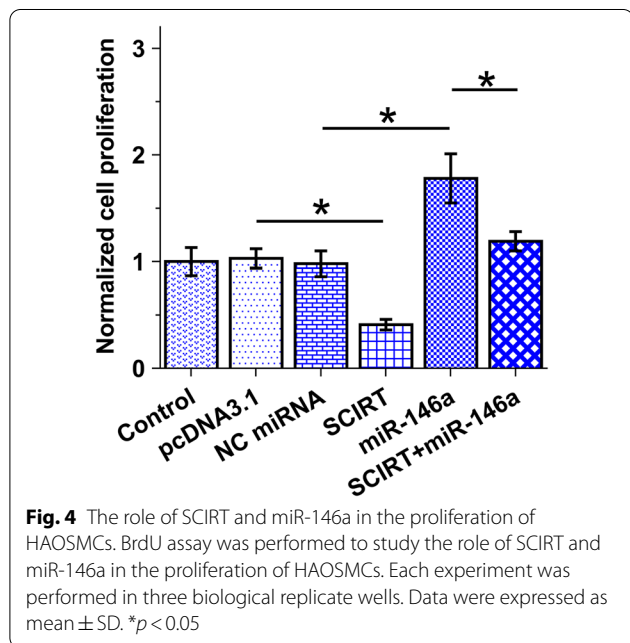 Normalized cell proliferation
3
2
1
0
*
*
*
Control
pcDNA3.1
NC miRNA
SCIRT
miR-146a
SCIRT+miR-146a
Fig. 4 The role of SCIRT and miR-146a in the proliferation of
HAOSMCs. BrdU assay was performed to study the role of SCIRT and
miR-146a in the proliferation of HAOSMCs. Each experiment was
performed in three biological replicate wells. Data were expressed as
mean ± SD. *p < 0.05